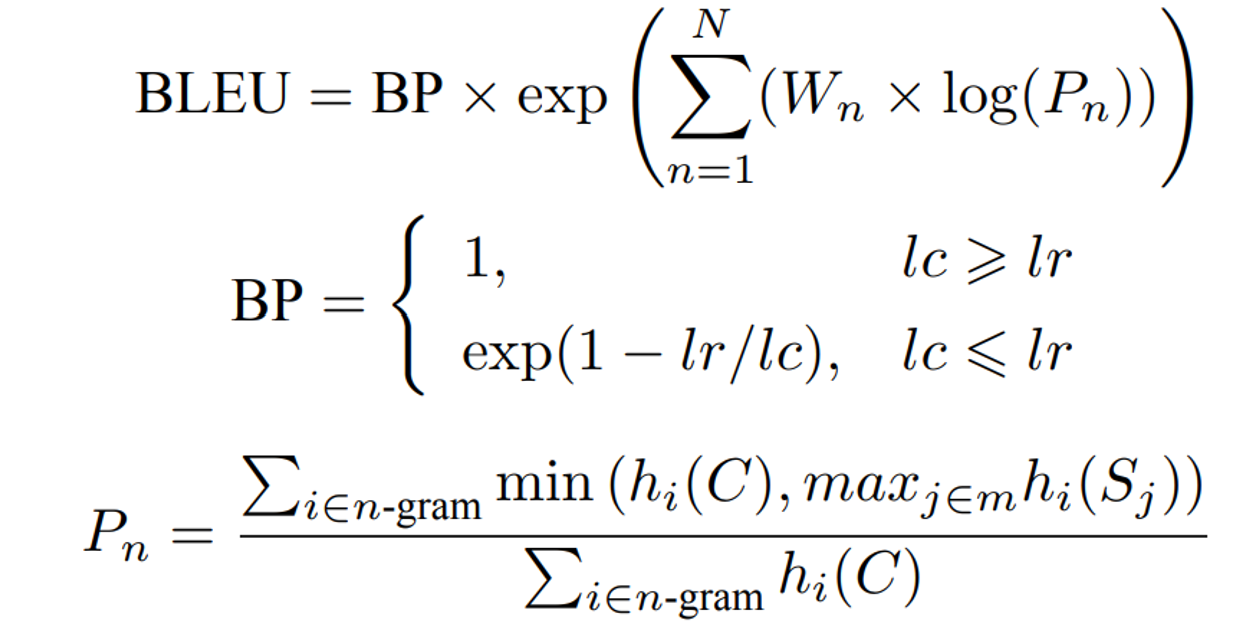 BLEU = BP × exp ( ∑_{n=1}^{N} (W_n × log(P_n)) )
BP = { 1, lc ⩾ lr
exp(1 − lr/lc), lc ⩽ lr
P_n = \frac{∑_{i∈n-gram} min (h_i(C), max_{j∈m}h_i(S_j))}{∑_{i∈n-gram} h_i(C)}